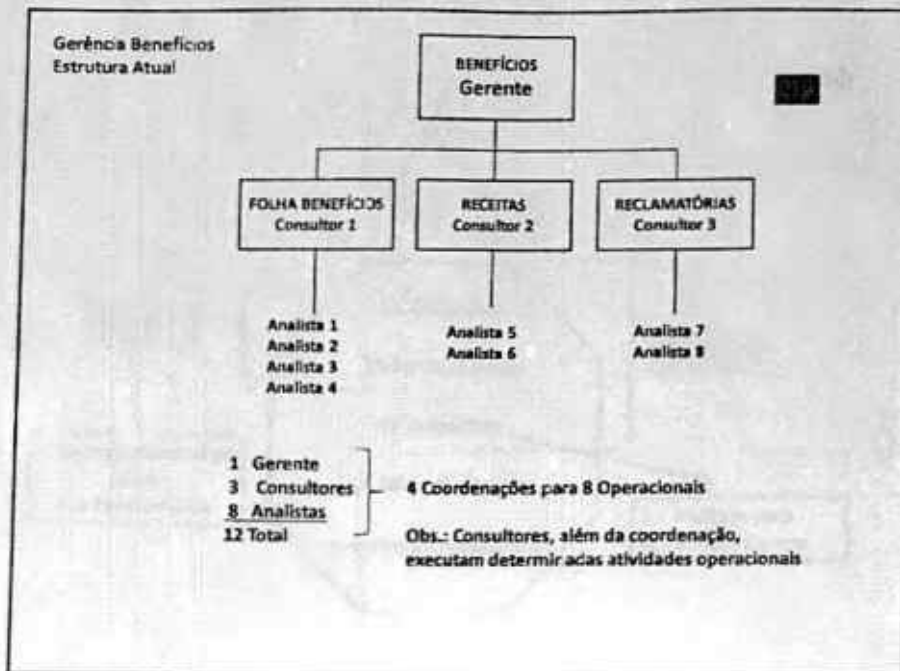 Gerência Benefícios
Estrutura Atual
BENEFÍCIOS
Gerente
FOLHA BENEFÍCIOS
Consultor 1
RECEITAS
Consultor 2
RECLAMATÓRIAS
Consultor 3
Analista 1
Analista 2
Analista 3
Analista 4
Analista 5
Analista 6
Analista 7
Analista 8
1 Gerente
3 Consultores
8 Analistas
12 Total
4 Coordenações para 8 Operacionais
Obs.: Consultores, além da coordenação,
executam determinadas atividades operacionais